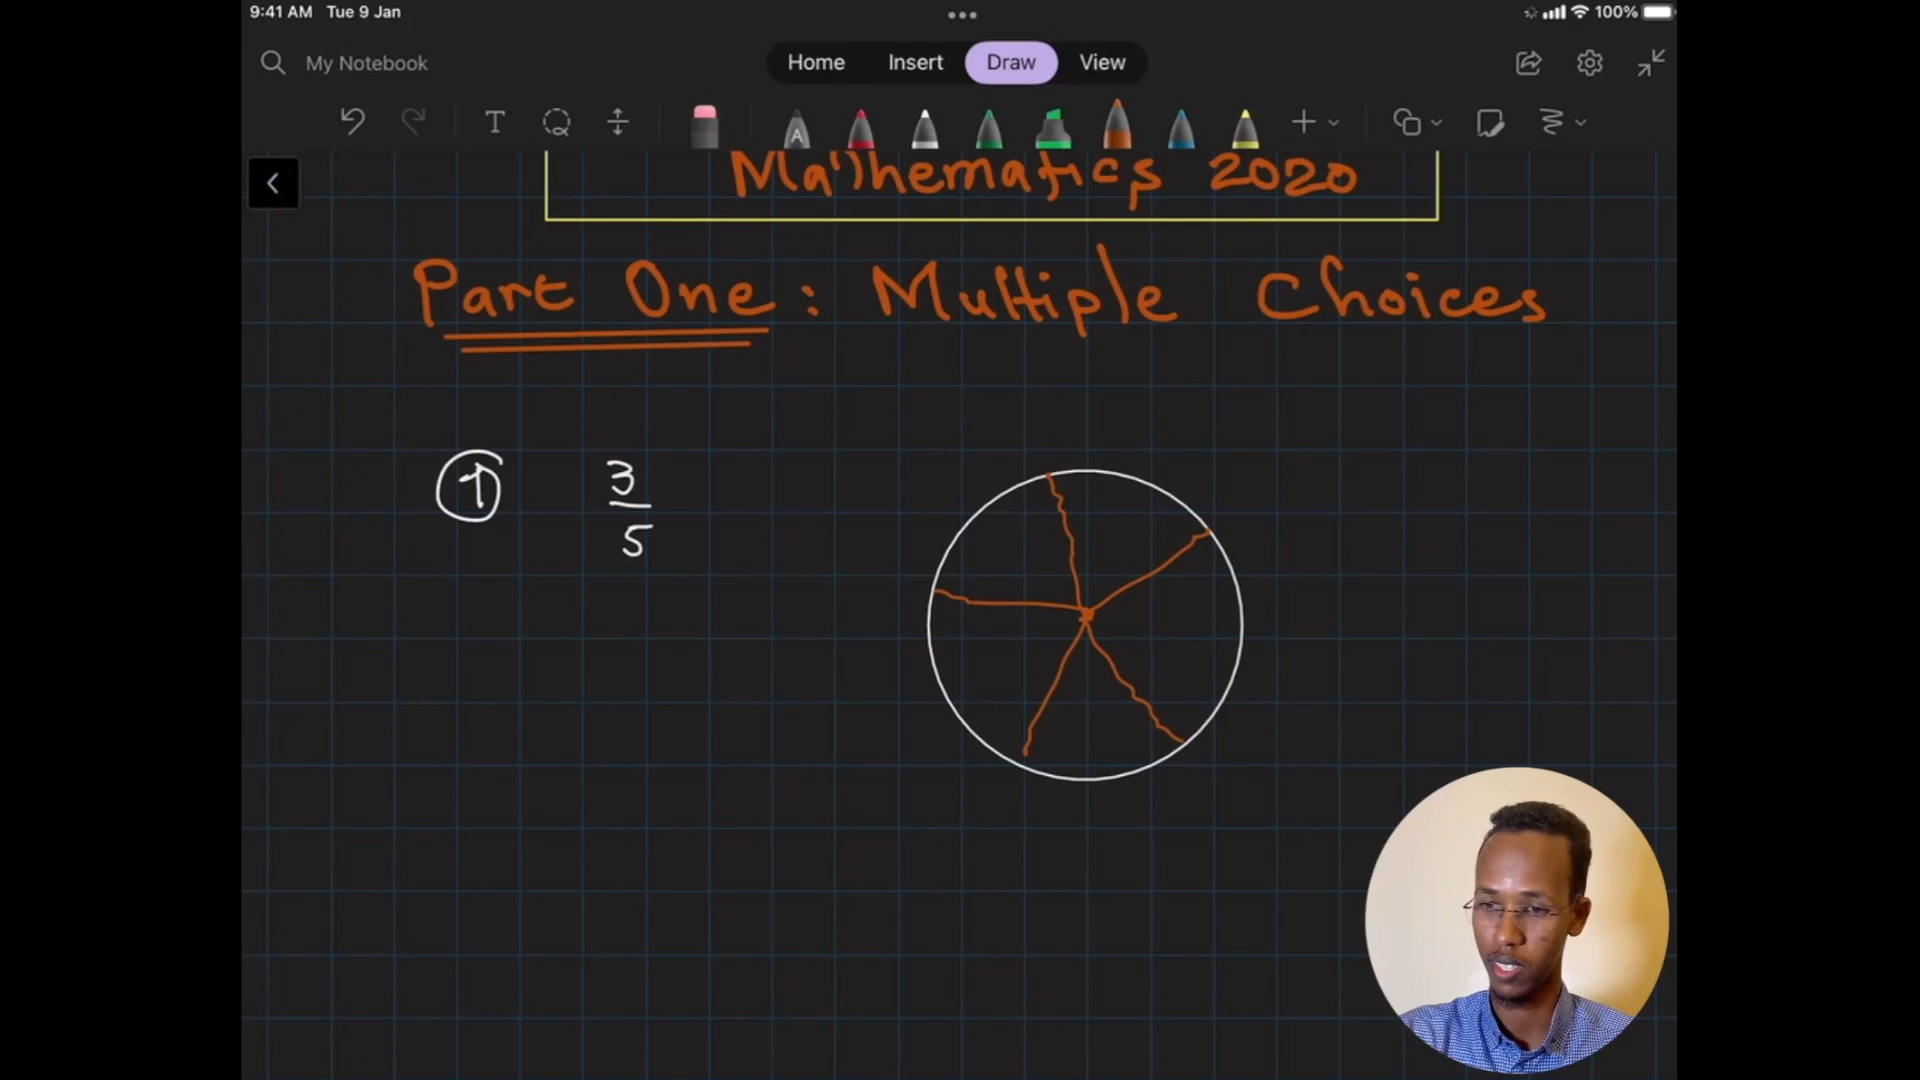 9:41 AM Tue 9 Jan
100%
My Notebook
Home Insert Draw View
T
A
Mathematics 2020
Part One: Multiple Choices
1
3
5